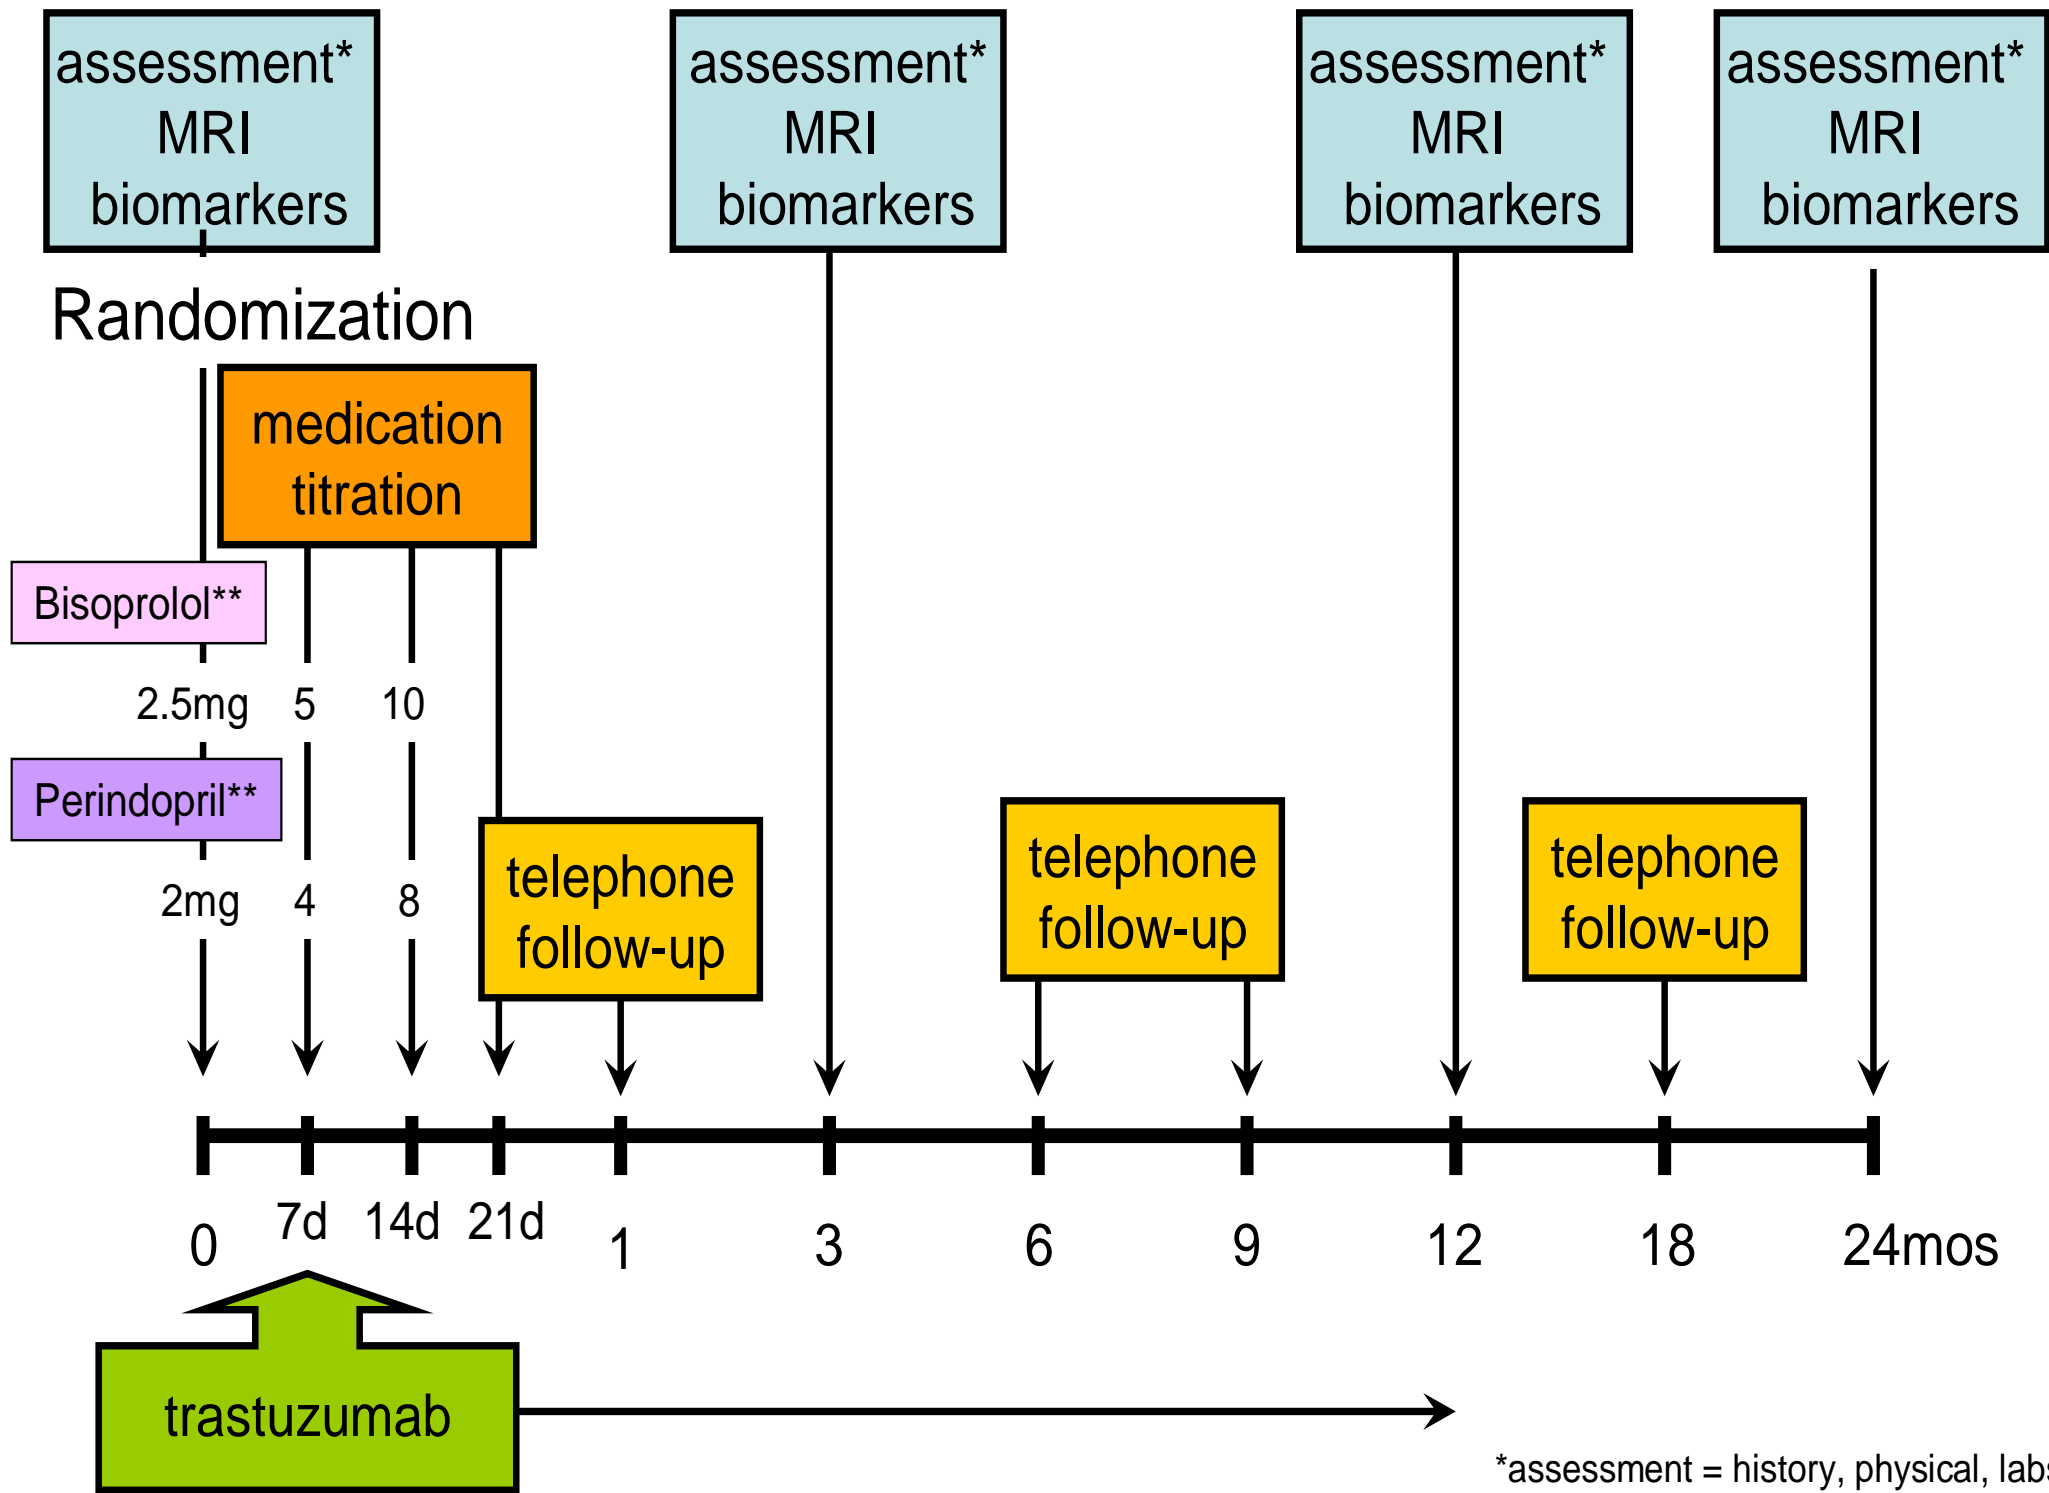 assessment*
MRI
biomarkers
assessment*
MRI
biomarkers
assessment*
MRI
biomarkers
assessment*
MRI
biomarkers
Randomization
medication
titration
Bisoprolol**
2.5mg 5 10
Perindopril**
2mg 4 8
telephone
follow-up
telephone
follow-up
telephone
follow-up
0 7d 14d 21d 1 3 6 9 12 18 24mos
trastuzumab
*assessment = history, physical, labs